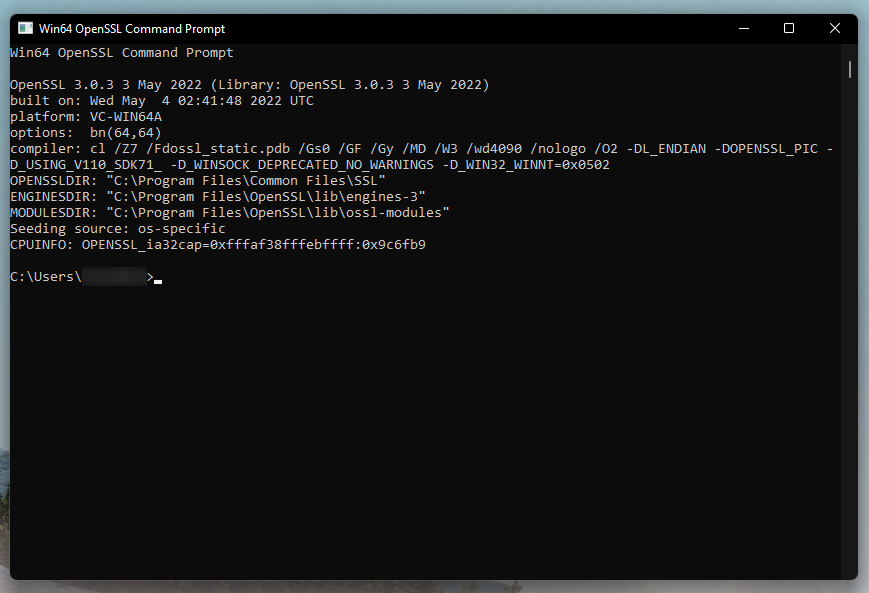 Win64 OpenSSL Command Prompt
Win64 OpenSSL Command Prompt
OpenSSL 3.0.3 3 May 2022 (Library: OpenSSL 3.0.3 3 May 2022)
built on: Wed May  4 02:41:48 2022 UTC
platform: VC-WIN64A
options:  bn(64,64)
compiler: cl /Z7 /Fdossl_static.pdb /Gs0 /GF /Gy /MD /W3 /wd4090 /nologo /O2 -DL_ENDIAN -DOPENSSL_PIC -
D_USING_V110_SDK71_ -D_WINSOCK_DEPRECATED_NO_WARNINGS -D_WIN32_WINNT=0x0502
OPENSSLDIR: "C:\Program Files\Common Files\SSL"
ENGINESDIR: "C:\Program Files\OpenSSL\lib\engines-3"
MODULESDIR: "C:\Program Files\OpenSSL\lib\ossl-modules"
Seeding source: os-specific
CPUINFO: OPENSSL_ia32cap=0xfffaf38fffebffff:0x9c6fb9
C:\Users\>